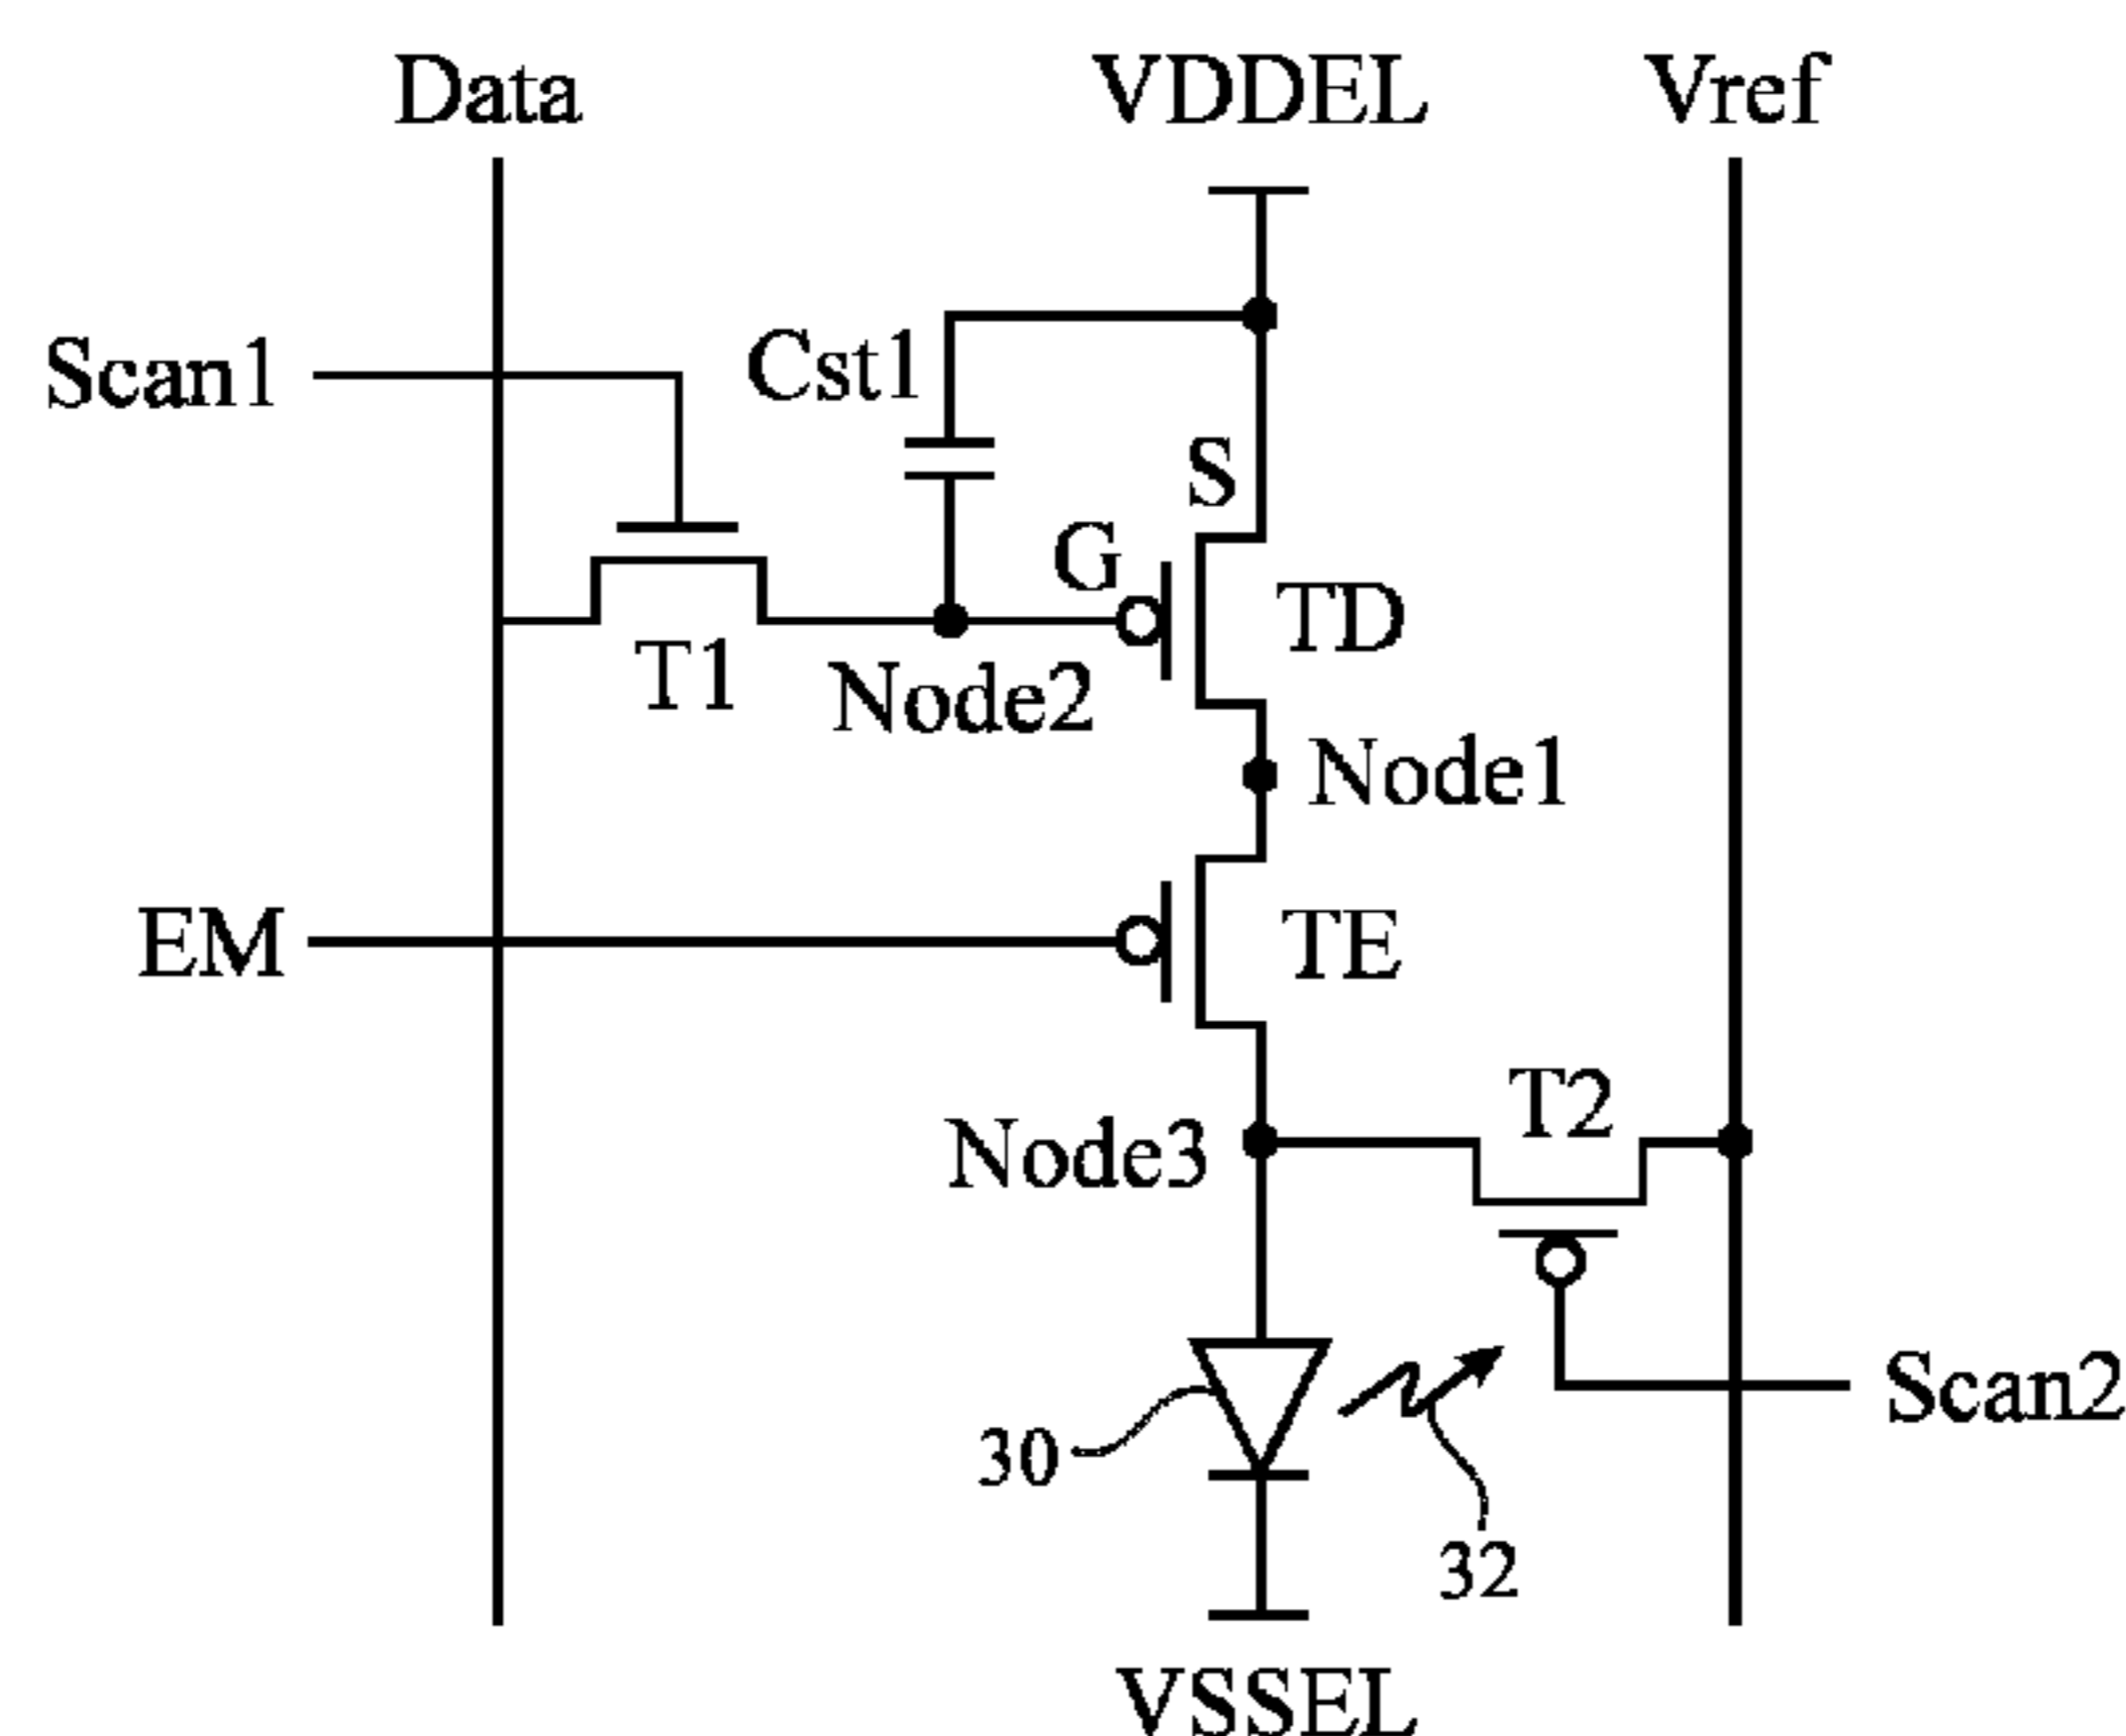 Data
VDDEL
Vref
Scan1
Cst1
S
G
TD
T1
Node2
Node1
EM
TE
T2
Node3
Scan2
30
32
VSSEL